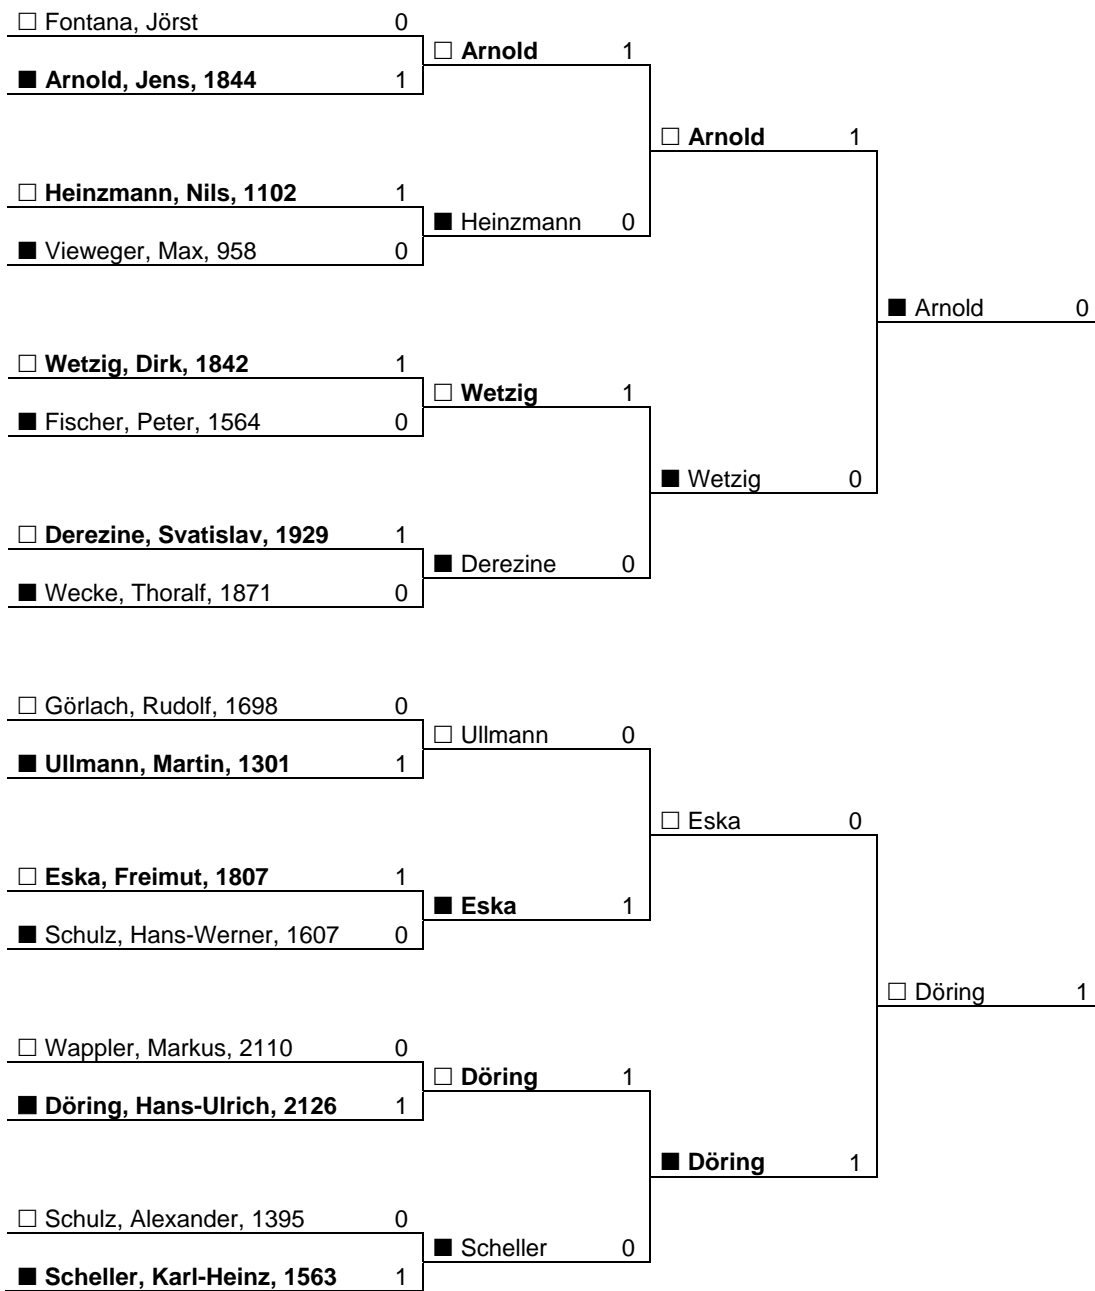 □ Fontana, Jörst 0
□ Arnold 1
■ Arnold, Jens, 1844 1
□ Arnold 1
□ Heinzmann, Nils, 1102 1
■ Heinzmann 0
■ Vieweger, Max, 958 0
■ Arnold 0
□ Wetzig, Dirk, 1842 1
□ Wetzig 1
■ Fischer, Peter, 1564 0
■ Wetzig 0
□ Derezine, Svatislav, 1929 1
■ Derezine 0
■ Wecke, Thoralf, 1871 0
□ Görlach, Rudolf, 1698 0
□ Ullmann 0
■ Ullmann, Martin, 1301 1
□ Eska 0
□ Eska, Freimut, 1807 1
■ Eska 1
■ Schulz, Hans-Werner, 1607 0
□ Döring 1
□ Wappler, Markus, 2110 0
□ Döring 1
■ Döring, Hans-Ulrich, 2126 1
■ Döring 1
□ Schulz, Alexander, 1395 0
■ Scheller 0
■ Scheller, Karl-Heinz, 1563 1